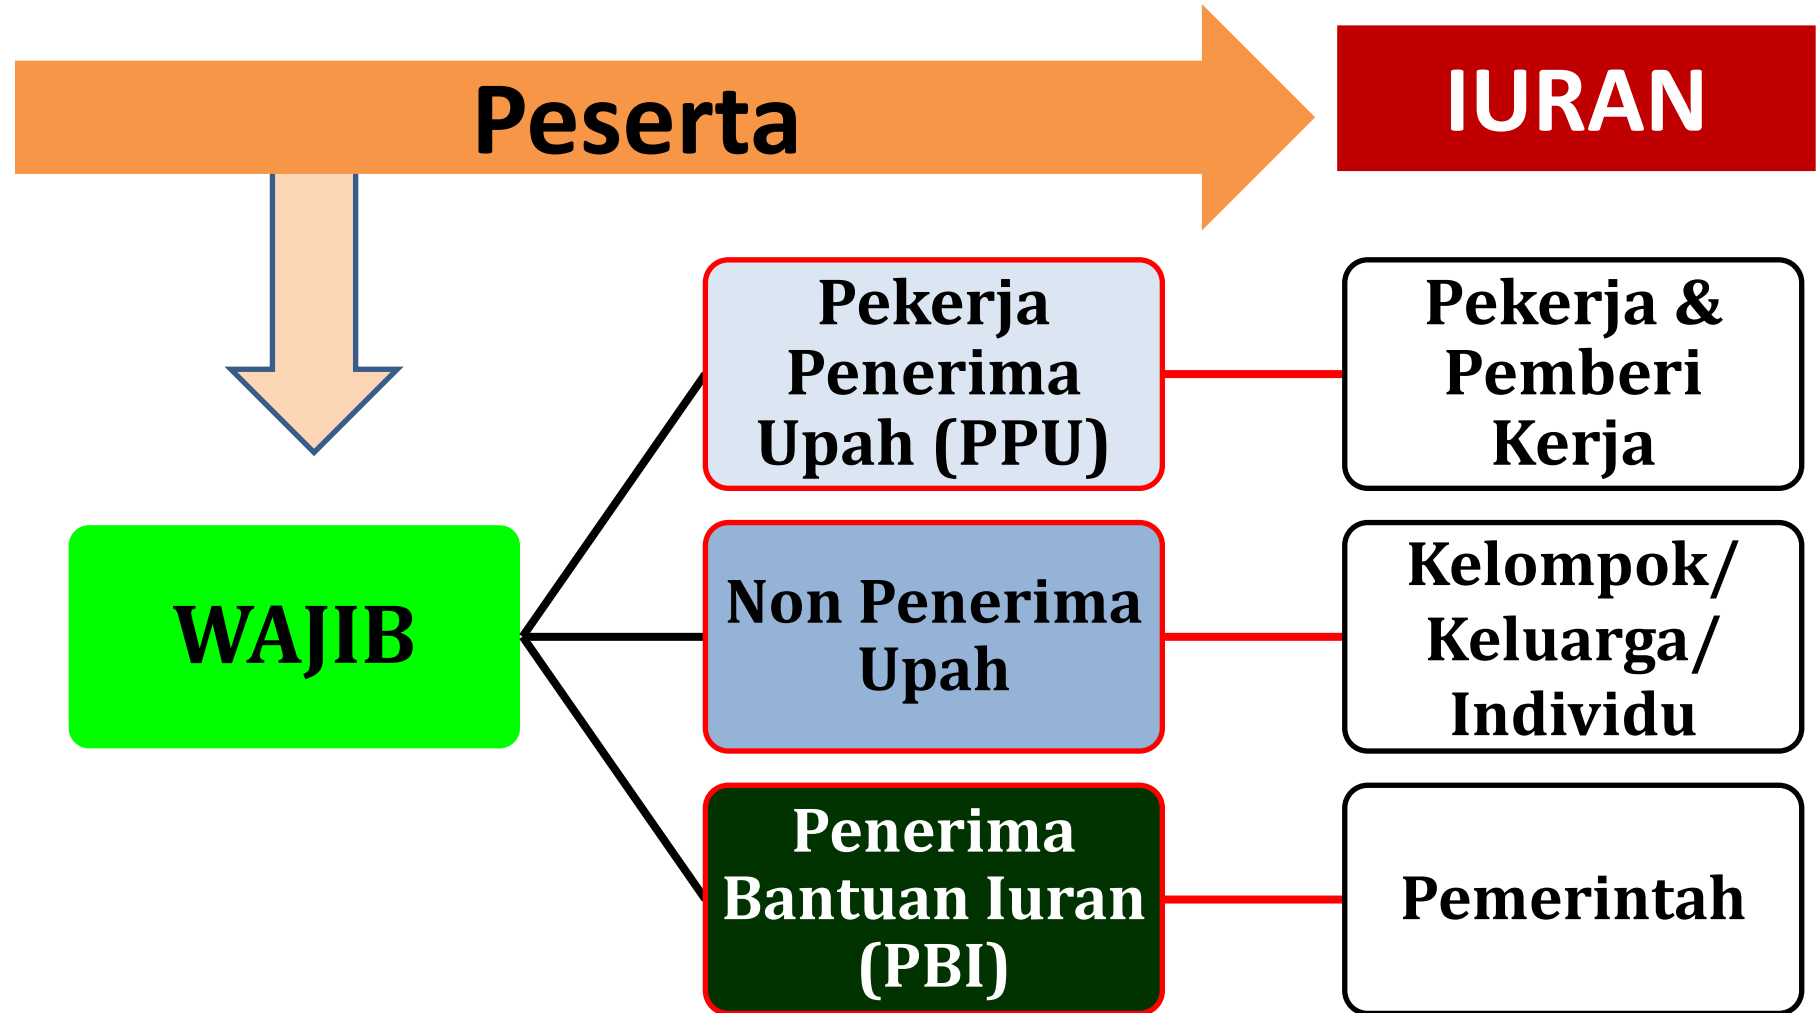 Peserta
IURAN
Pekerja
Penerima
Upah (PPU)
Pekerja &
Pemberi
Kerja
WAJIB
Non Penerima
Upah
Kelompok/
Keluarga/
Individu
Penerima
Bantuan Iuran
(PBI)
Pemerintah